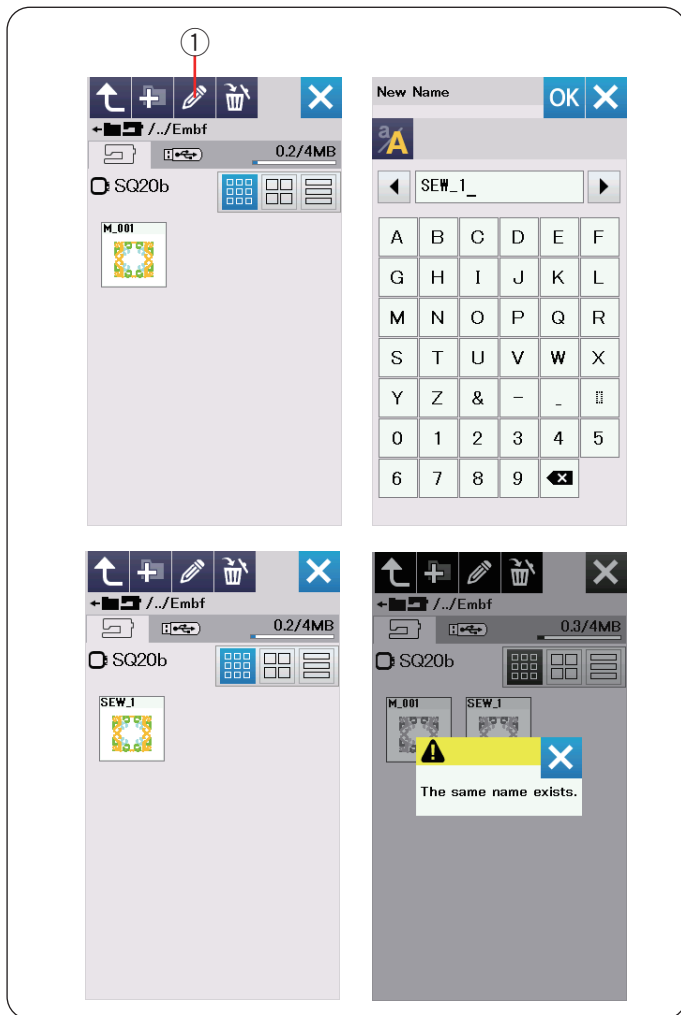 1
/../Embf
0.2/4MB
SQ20b
M_001
New Name
OK
a/A
SEW_1_
A B C D E F
G H I J K L
M N O P Q R
S T U V W X
Y Z & - _
0 1 2 3 4 5
6 7 8 9
/../Embf
0.2/4MB
SQ20b
SEW_1
/../Embf
0.3/4MB
SQ20b
M_001 SEW_1
The same name exists.